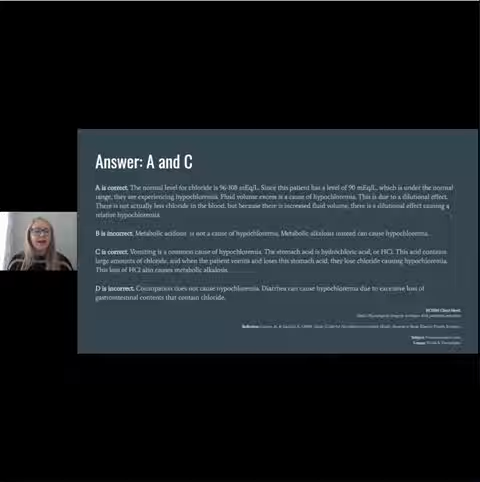 Answer: A and C
A is correct. The normal level for chloride is 96-108 mEq/L. Since this patient has a level of 90 mEq/L, which is under the normal
range, they are experiencing hypochloremia. Fluid volume excess is a cause of hypochloremia. This is due to a dilutional effect.
There is not actually less chloride in the blood, but because there is increased fluid volume, there is a dilutional effect causing a
relative hypochloremia.
B is incorrect. Metabolic acidosis is not a cause of hypochloremia. Metabolic alkalosis instead can cause hypochloremia.
C is correct. Vomiting is a common cause of hypochloremia. The stomach acid is hydrochloric acid, or HCl. This acid contains
large amounts of chloride, and when the patient vomits and loses this stomach acid, they lose chloride causing hypochloremia.
This loss of HCl also causes metabolic alkalosis.
D is incorrect. Constipation does not cause hypochloremia. Diarrhea can cause hypochloremia due to excessive loss of
gastrointestinal contents that contain chloride.
NCSBN Client Need: